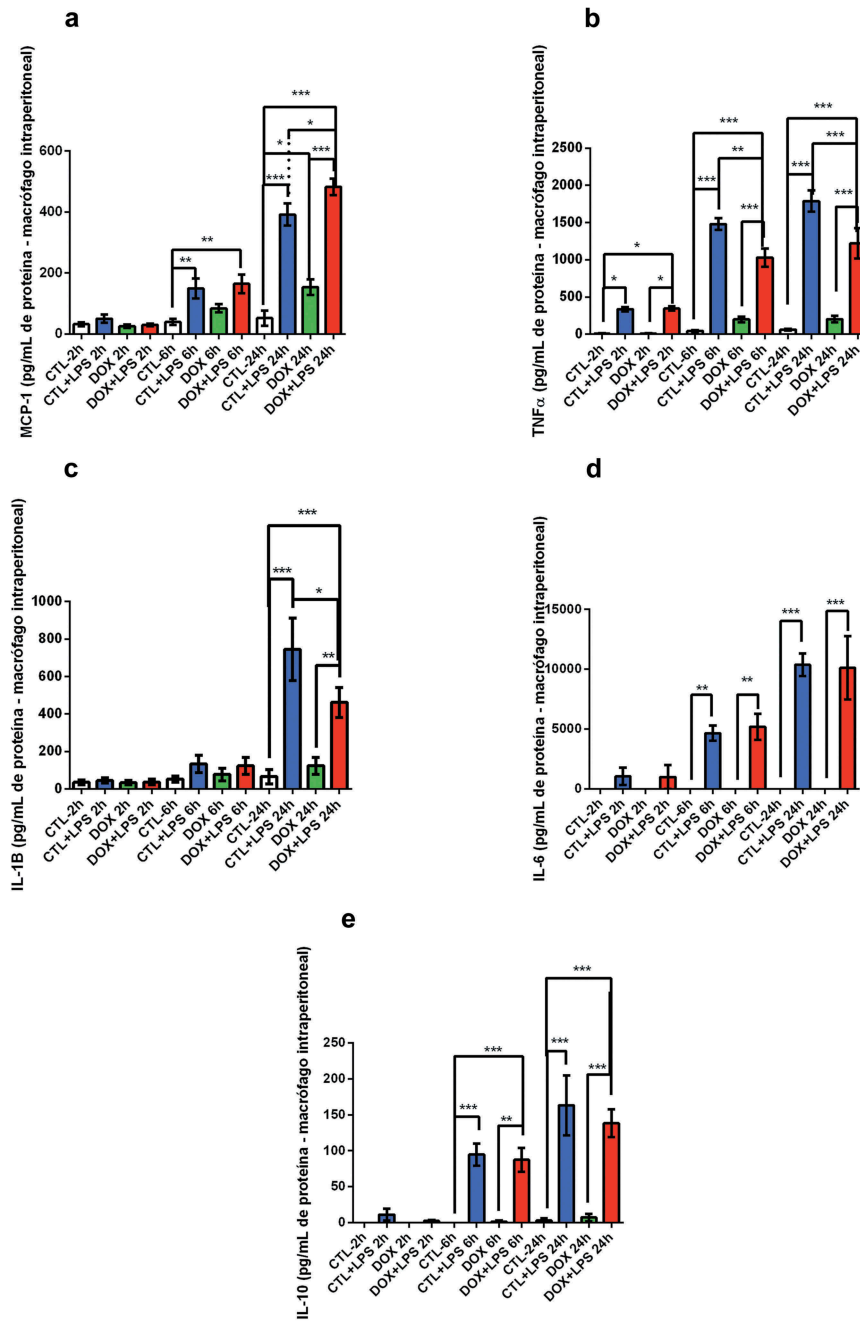 a
MCP-1 (pg/mL de proteína - macrófago intraperitoneal)
600
400
200
0
***
*
*
***
***
**
**
CTL-2h
CTL+LPS 2h
DOX 2h
DOX+LPS 2h
CTL-6h
CTL+LPS 6h
DOX 6h
DOX+LPS 6h
CTL-24h
CTL+LPS 24h
DOX 24h
DOX+LPS 24h
b
TNFα (pg/mL de proteína - macrófago intraperitoneal)
2500
2000
1500
1000
500
0
***
***
**
***
***
***
***
***
*
*
*
CTL-2h
CTL+LPS 2h
DOX 2h
DOX+LPS 2h
CTL-6h
CTL+LPS 6h
DOX 6h
DOX+LPS 6h
CTL-24h
CTL+LPS 24h
DOX 24h
DOX+LPS 24h
c
IL-1B (pg/mL de proteína - macrófago intraperitoneal)
1000
800
600
400
200
0
***
***
*
**
CTL-2h
CTL+LPS 2h
DOX 2h
DOX+LPS 2h
CTL-6h
CTL+LPS 6h
DOX 6h
DOX+LPS 6h
CTL-24h
CTL+LPS 24h
DOX 24h
DOX+LPS 24h
d
IL-6 (pg/mL de proteína - macrófago intraperitoneal)
15000
10000
5000
0
**
**
***
***
CTL-2h
CTL+LPS 2h
DOX 2h
DOX+LPS 2h
CTL-6h
CTL+LPS 6h
DOX 6h
DOX+LPS 6h
CTL-24h
CTL+LPS 24h
DOX 24h
DOX+LPS 24h
e
IL-10 (pg/mL de proteína - macrófago intraperitoneal)
250
200
150
100
50
0
***
***
***
***
***
**
CTL-2h
CTL+LPS 2h
DOX 2h
DOX+LPS 2h
CTL-6h
CTL+LPS 6h
DOX 6h
DOX+LPS 6h
CTL-24h
CTL+LPS 24h
DOX 24h
DOX+LPS 24h